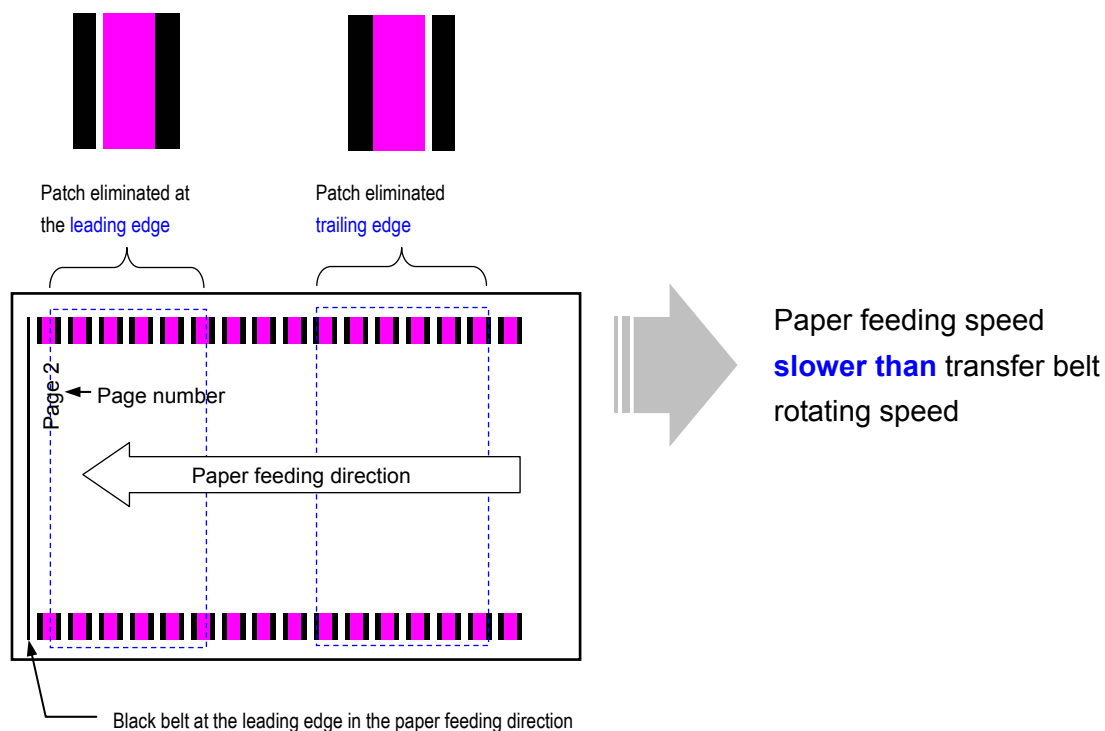 Patch eliminated at
the leading edge
Patch eliminated
trailing edge
Page 2
Page number
Paper feeding direction
Black belt at the leading edge in the paper feeding direction
Paper feeding speed
slower than transfer belt
rotating speed